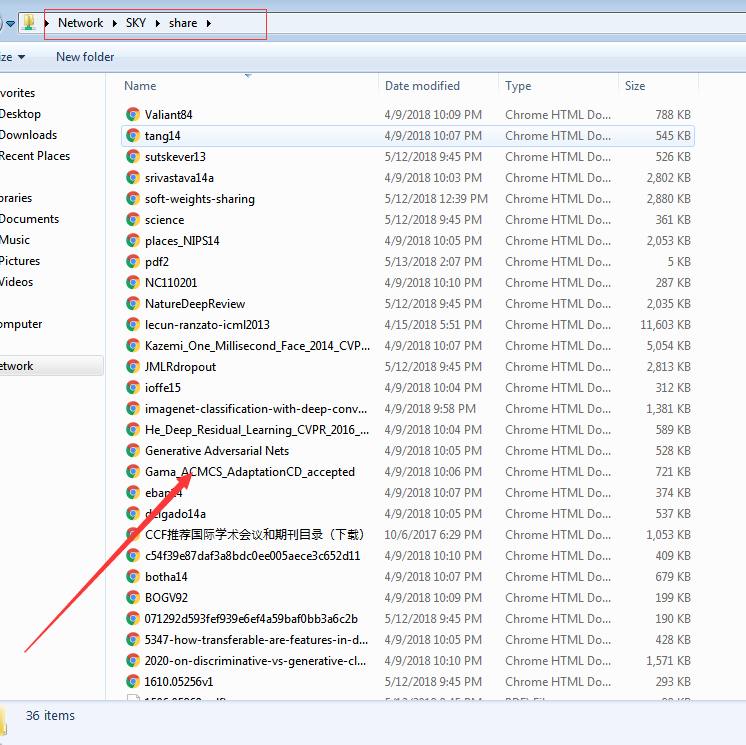 Network SKY share
ize New folder
vorites
Desktop
Downloads
Recent Places
braries
Documents
Music
Pictures
Videos
omputer
etwork
Name Date modified Type Size
Valiant84 4/9/2018 10:09 PM Chrome HTML Do... 788 KB
tang14 4/9/2018 10:07 PM Chrome HTML Do... 545 KB
sutskever13 5/12/2018 9:45 PM Chrome HTML Do... 526 KB
srivastava14a 4/9/2018 10:03 PM Chrome HTML Do... 2,802 KB
soft-weights-sharing 5/12/2018 12:39 PM Chrome HTML Do... 2,880 KB
science 5/12/2018 9:45 PM Chrome HTML Do... 361 KB
places_NIPS14 4/9/2018 10:05 PM Chrome HTML Do... 2,053 KB
pdf2 5/13/2018 2:07 PM Chrome HTML Do... 5 KB
NC110201 4/9/2018 10:10 PM Chrome HTML Do... 287 KB
NatureDeepReview 5/12/2018 9:45 PM Chrome HTML Do... 2,035 KB
lecun-ranzato-icml2013 4/15/2018 5:51 PM Chrome HTML Do... 11,603 KB
Kazemi_One_Millisecond_Face_2014_CVP... 4/9/2018 10:07 PM Chrome HTML Do... 5,054 KB
JMLRdropout 5/12/2018 9:45 PM Chrome HTML Do... 2,813 KB
ioffe15 4/9/2018 10:04 PM Chrome HTML Do... 312 KB
imagenet-classification-with-deep-conv... 4/9/2018 9:58 PM Chrome HTML Do... 1,381 KB
He_Deep_Residual_Learning_CVPR_2016_... 4/9/2018 10:04 PM Chrome HTML Do... 589 KB
Generative Adversarial Nets 4/9/2018 10:05 PM Chrome HTML Do... 528 KB
Gama_ACMCS_AdaptationCD_accepted 4/9/2018 10:06 PM Chrome HTML Do... 721 KB
eban14 4/9/2018 10:07 PM Chrome HTML Do... 374 KB
delgado14a 4/9/2018 10:05 PM Chrome HTML Do... 537 KB
CCF推荐国际学术会议和期刊目录（下载） 10/6/2017 6:29 PM Chrome HTML Do... 1,053 KB
c54f39e87daf3a8bdc0ee005aece3c652d11 4/9/2018 10:10 PM Chrome HTML Do... 409 KB
botha14 4/9/2018 10:07 PM Chrome HTML Do... 679 KB
BOGV92 4/9/2018 10:09 PM Chrome HTML Do... 199 KB
071292d593fef939e6ef4a59baf0bb3a6c2b 5/12/2018 9:45 PM Chrome HTML Do... 190 KB
5347-how-transferable-are-features-in-d... 4/9/2018 10:05 PM Chrome HTML Do... 428 KB
2020-on-discriminative-vs-generative-cl... 4/9/2018 10:10 PM Chrome HTML Do... 1,571 KB
1610.05256v1 5/12/2018 9:45 PM Chrome HTML Do... 293 KB
36 items